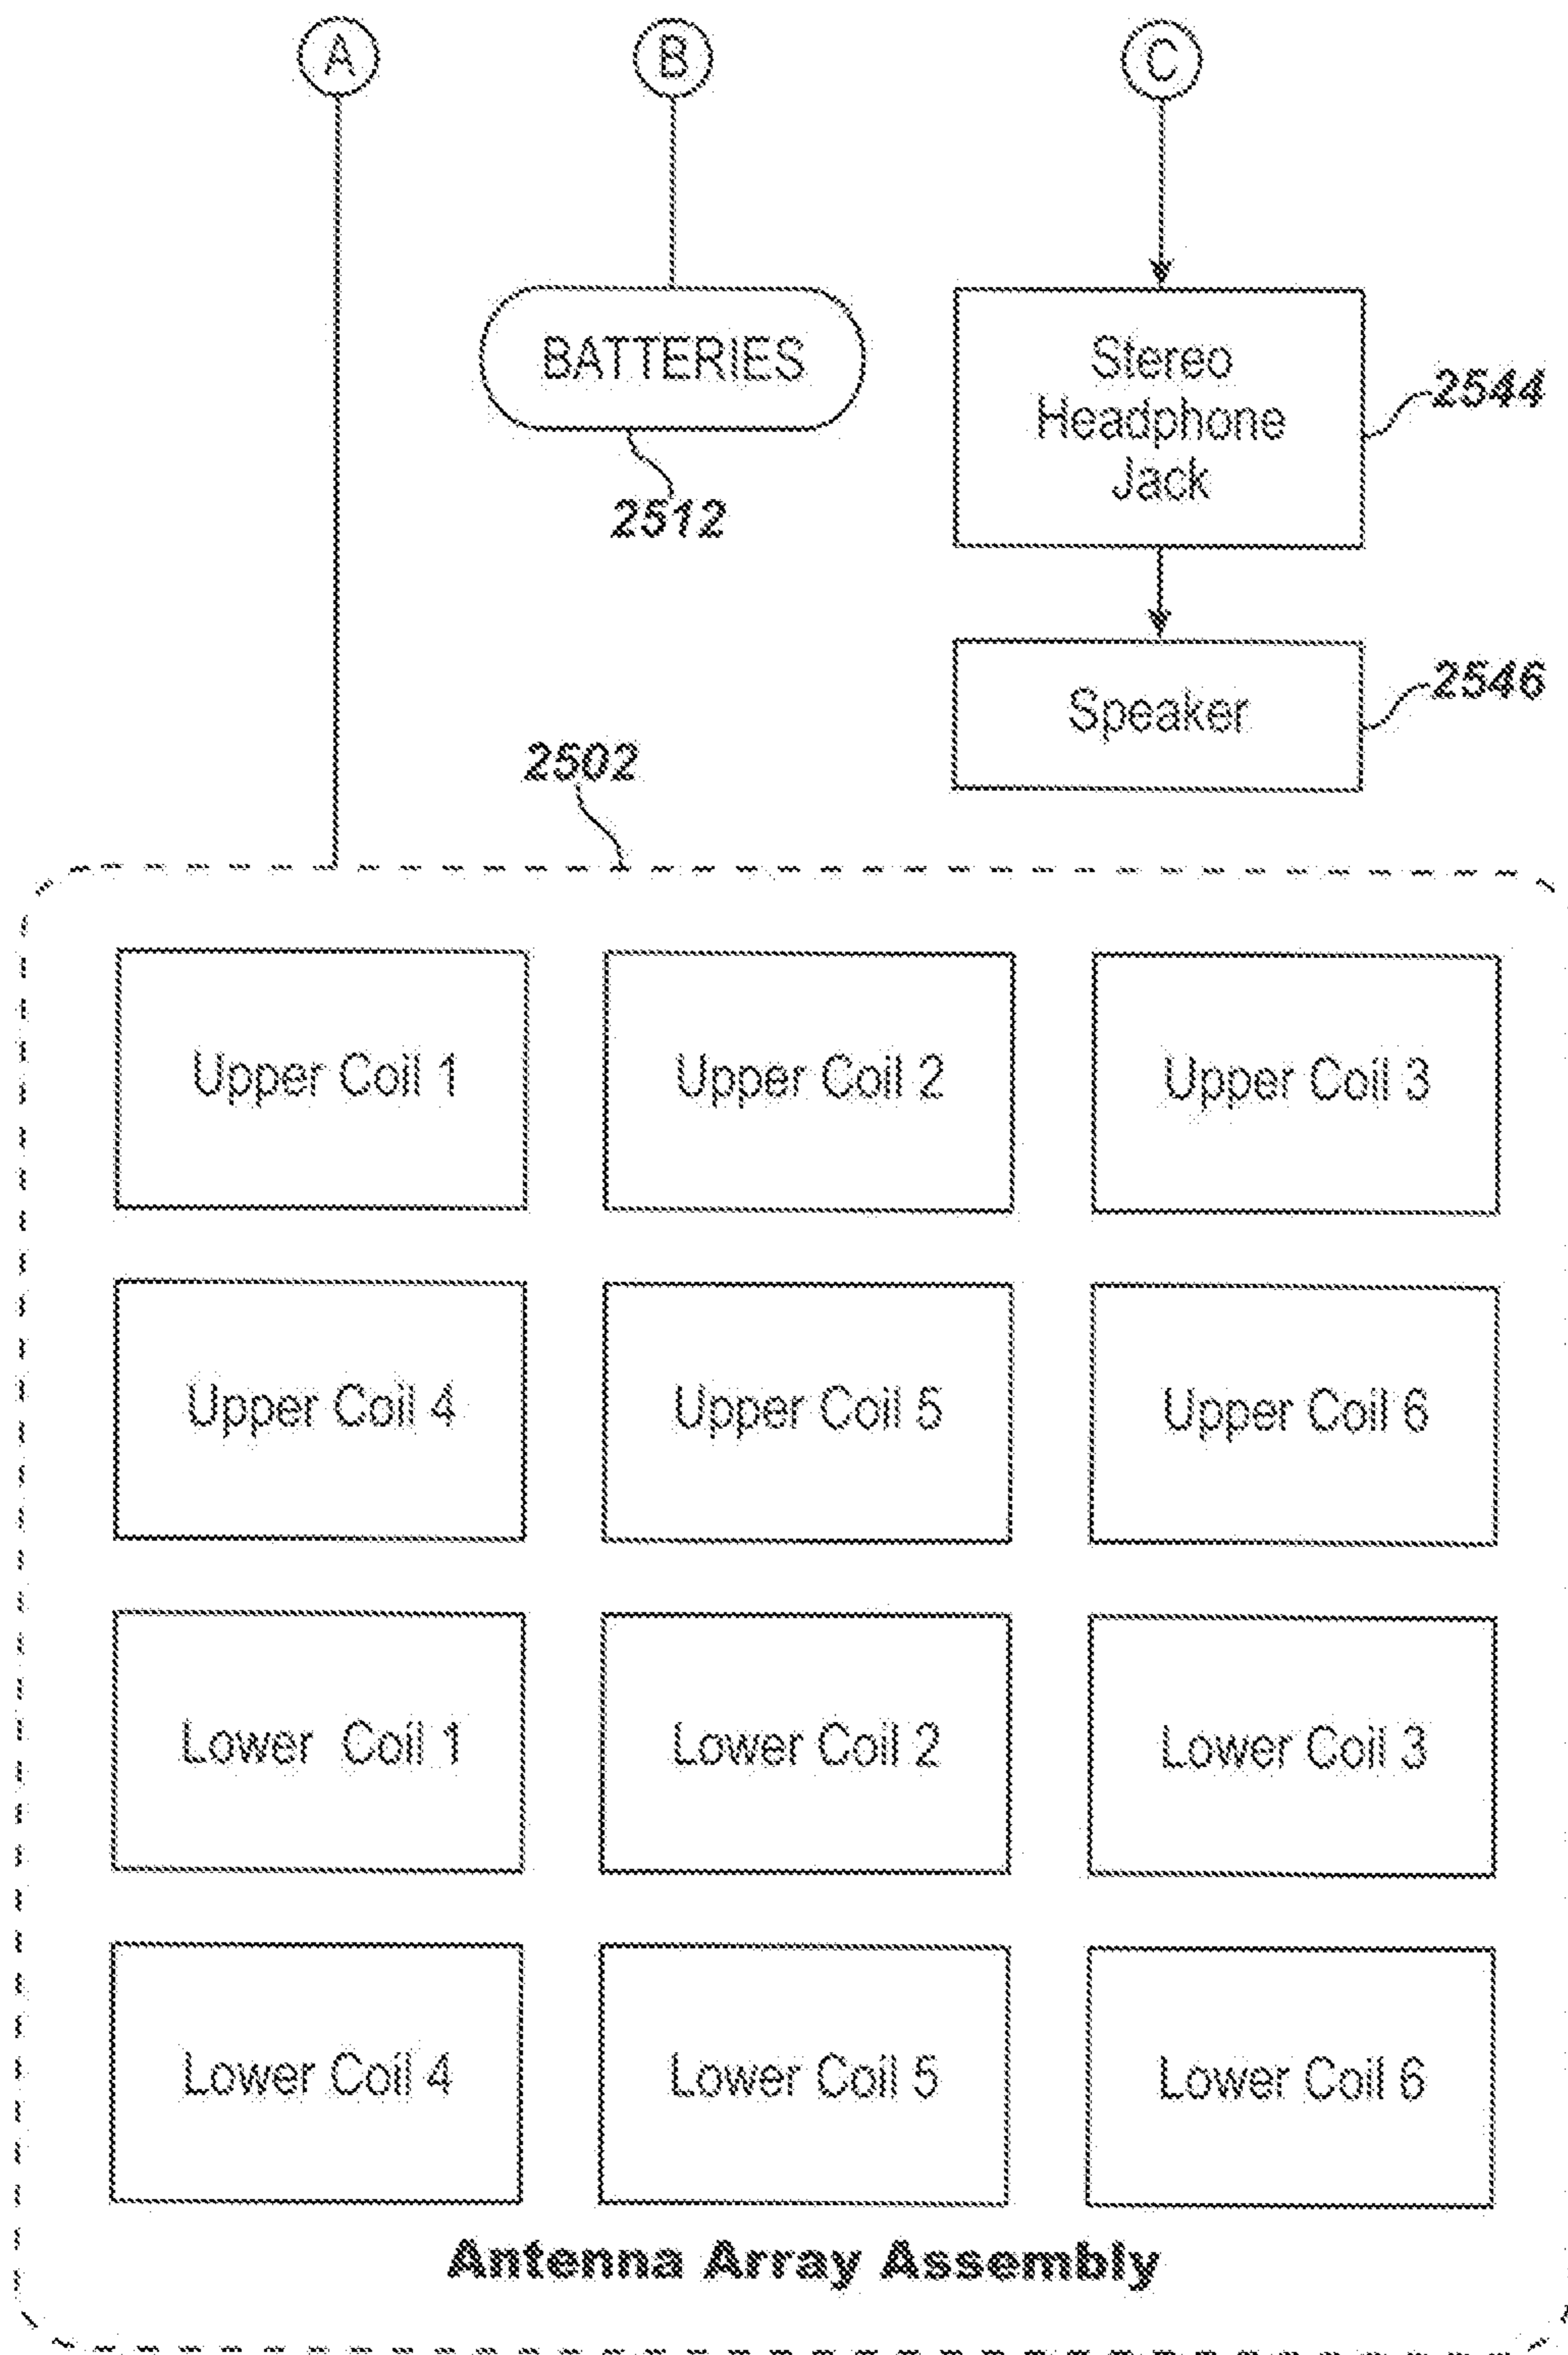 A
B
C
BATTERIES
2512
Stereo
Headphone
Jack
2544
Speaker
2546
2502
Upper Coil 1
Upper Coil 2
Upper Coil 3
Upper Coil 4
Upper Coil 5
Upper Coil 6
Lower Coil 1
Lower Coil 2
Lower Coil 3
Lower Coil 4
Lower Coil 5
Lower Coil 6
Antenna Array Assembly